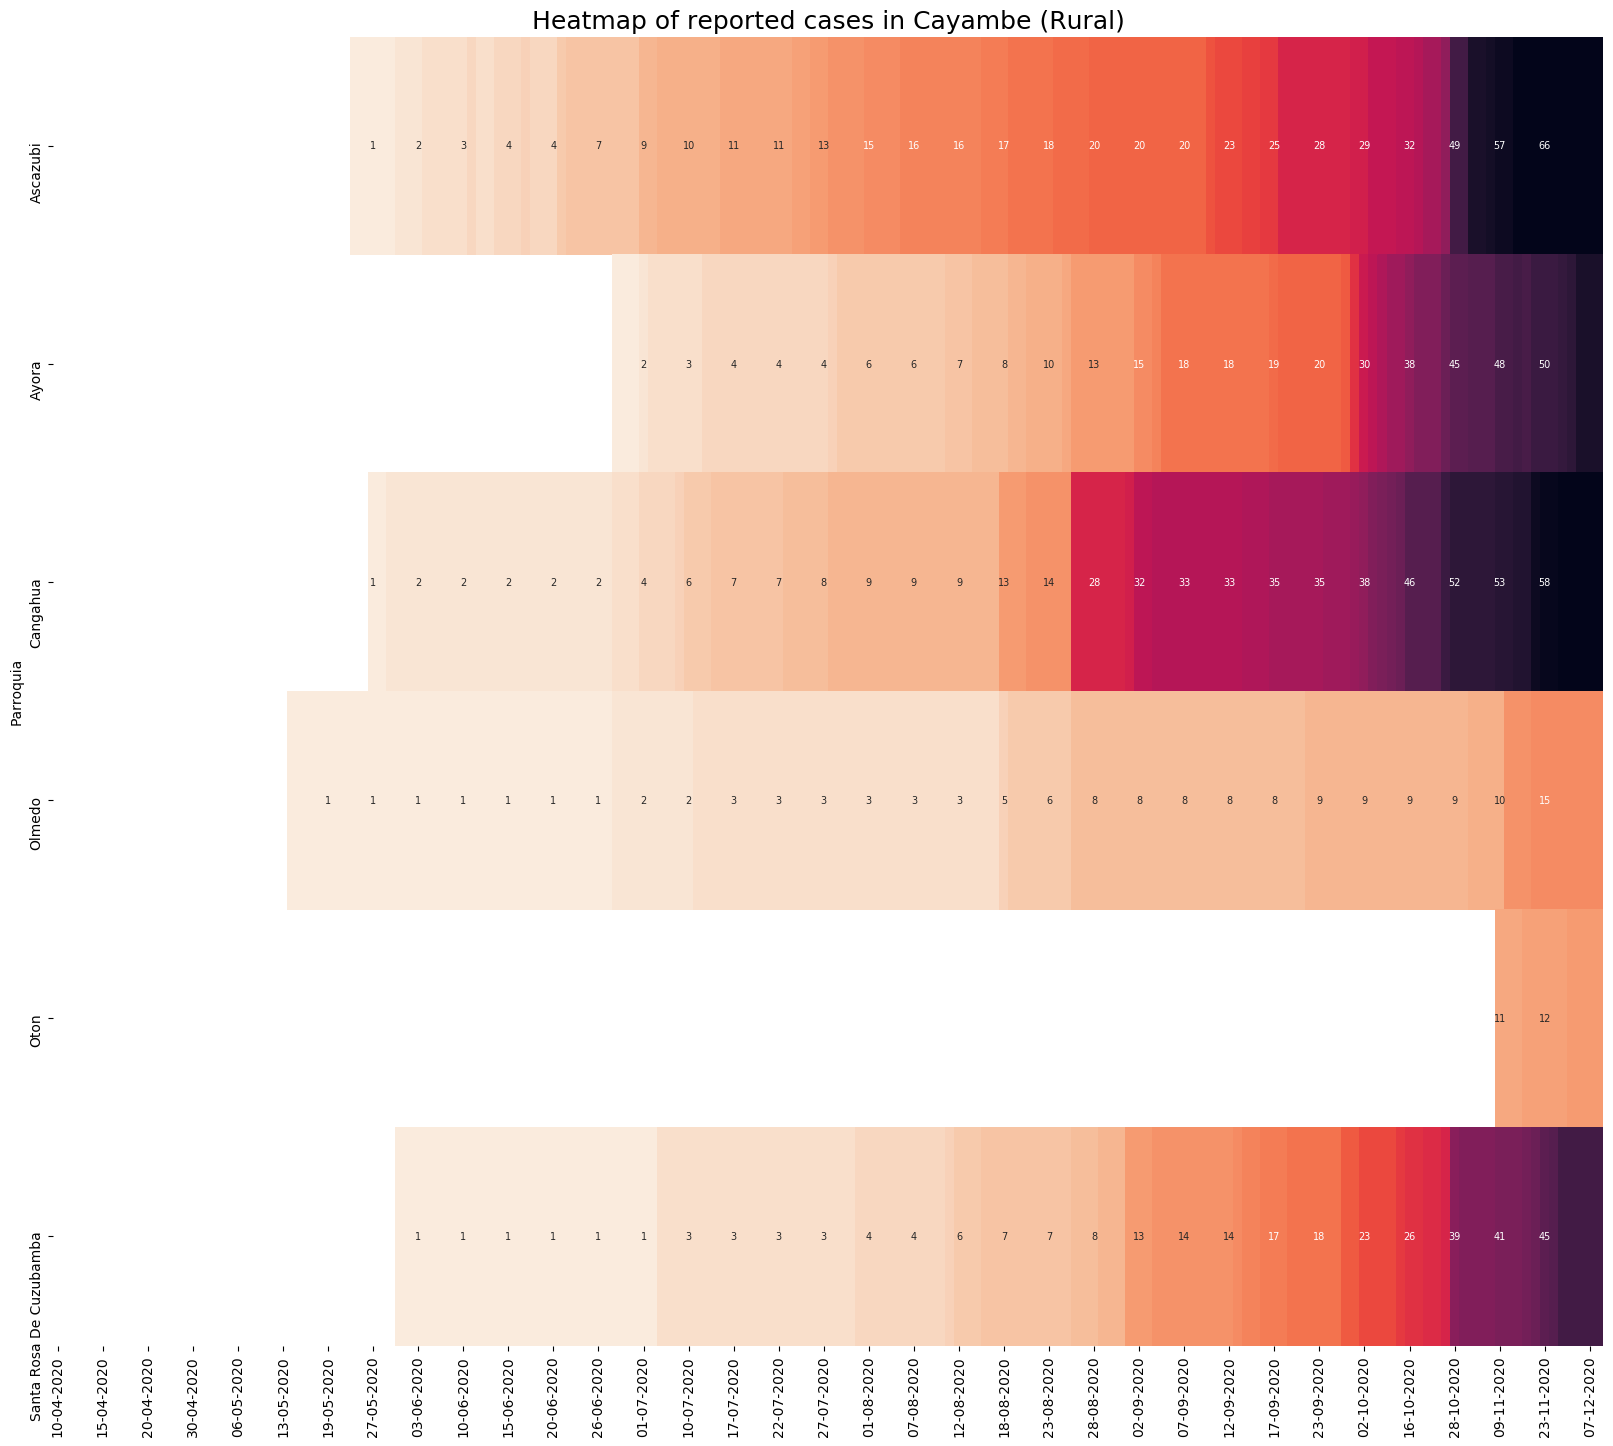 Heatmap of reported cases in Cayambe (Rural)
Parroquia
Ascazubi
1 2 3 4 4 7 9 10 11 11 13 15 16 16 17 18 20 20 20 23 25 28 29 32 49 57 66
Ayora
2 3 4 4 4 6 6 7 8 10 13 15 18 18 19 20 30 38 45 48 50
Cangahua
1 2 2 2 2 2 4 6 7 7 8 9 9 9 13 14 28 32 33 33 35 35 38 46 52 53 58
Olmedo
1 1 1 1 1 1 1 2 2 3 3 3 3 3 3 5 6 8 8 8 8 8 9 9 9 9 10 15
Oton
11 12
Santa Rosa De Cuzubamba
1 1 1 1 1 1 3 3 3 3 4 4 6 7 7 8 13 14 14 17 18 23 26 39 41 45
10-04-2020
15-04-2020
20-04-2020
30-04-2020
06-05-2020
13-05-2020
19-05-2020
27-05-2020
03-06-2020
10-06-2020
15-06-2020
20-06-2020
26-06-2020
01-07-2020
10-07-2020
17-07-2020
22-07-2020
27-07-2020
01-08-2020
07-08-2020
12-08-2020
18-08-2020
23-08-2020
28-08-2020
02-09-2020
07-09-2020
12-09-2020
17-09-2020
23-09-2020
02-10-2020
16-10-2020
28-10-2020
09-11-2020
23-11-2020
07-12-2020